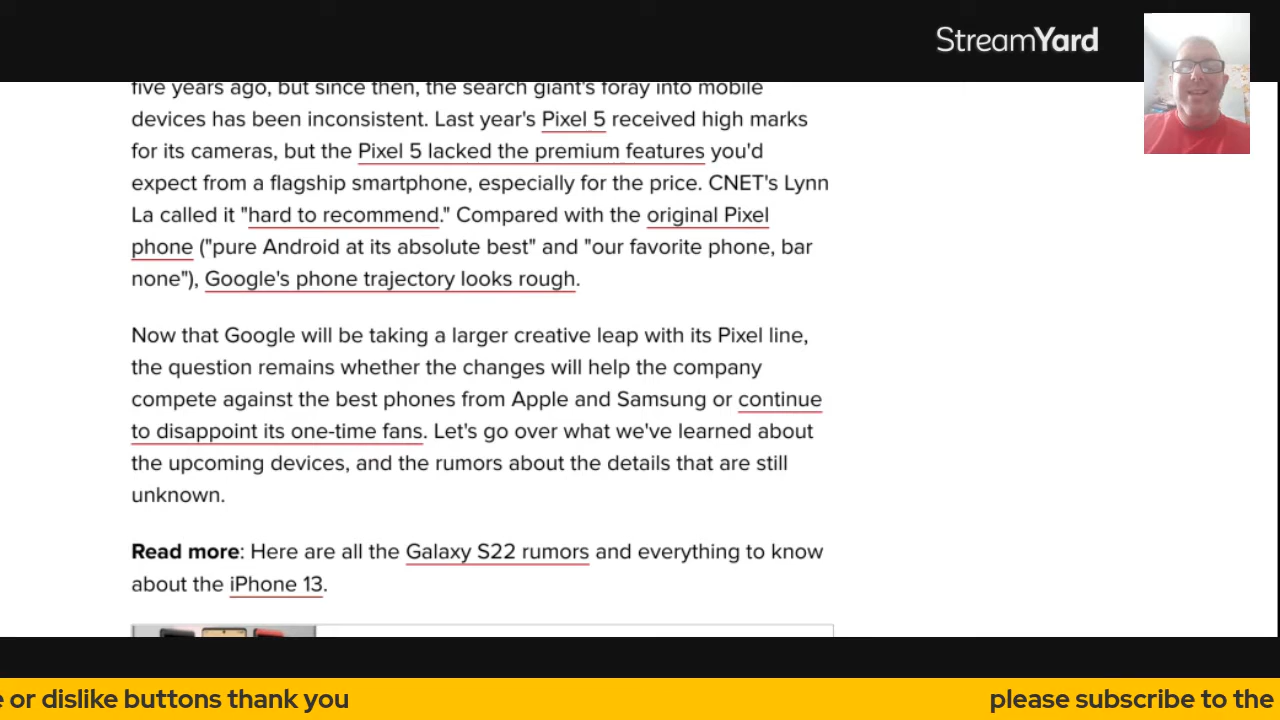 StreamYard
five years ago, but since then, the search giant's foray into mobile
devices has been inconsistent. Last year's Pixel 5 received high marks
for its cameras, but the Pixel 5 lacked the premium features you'd
expect from a flagship smartphone, especially for the price. CNET's Lynn
La called it "hard to recommend." Compared with the original Pixel
phone ("pure Android at its absolute best" and "our favorite phone, bar
none"), Google's phone trajectory looks rough.
Now that Google will be taking a larger creative leap with its Pixel line,
the question remains whether the changes will help the company
compete against the best phones from Apple and Samsung or continue
to disappoint its one-time fans. Let's go over what we've learned about
the upcoming devices, and the rumors about the details that are still
unknown.
Read more: Here are all the Galaxy S22 rumors and everything to know
about the iPhone 13.
e or dislike buttons thank you please subscribe to the